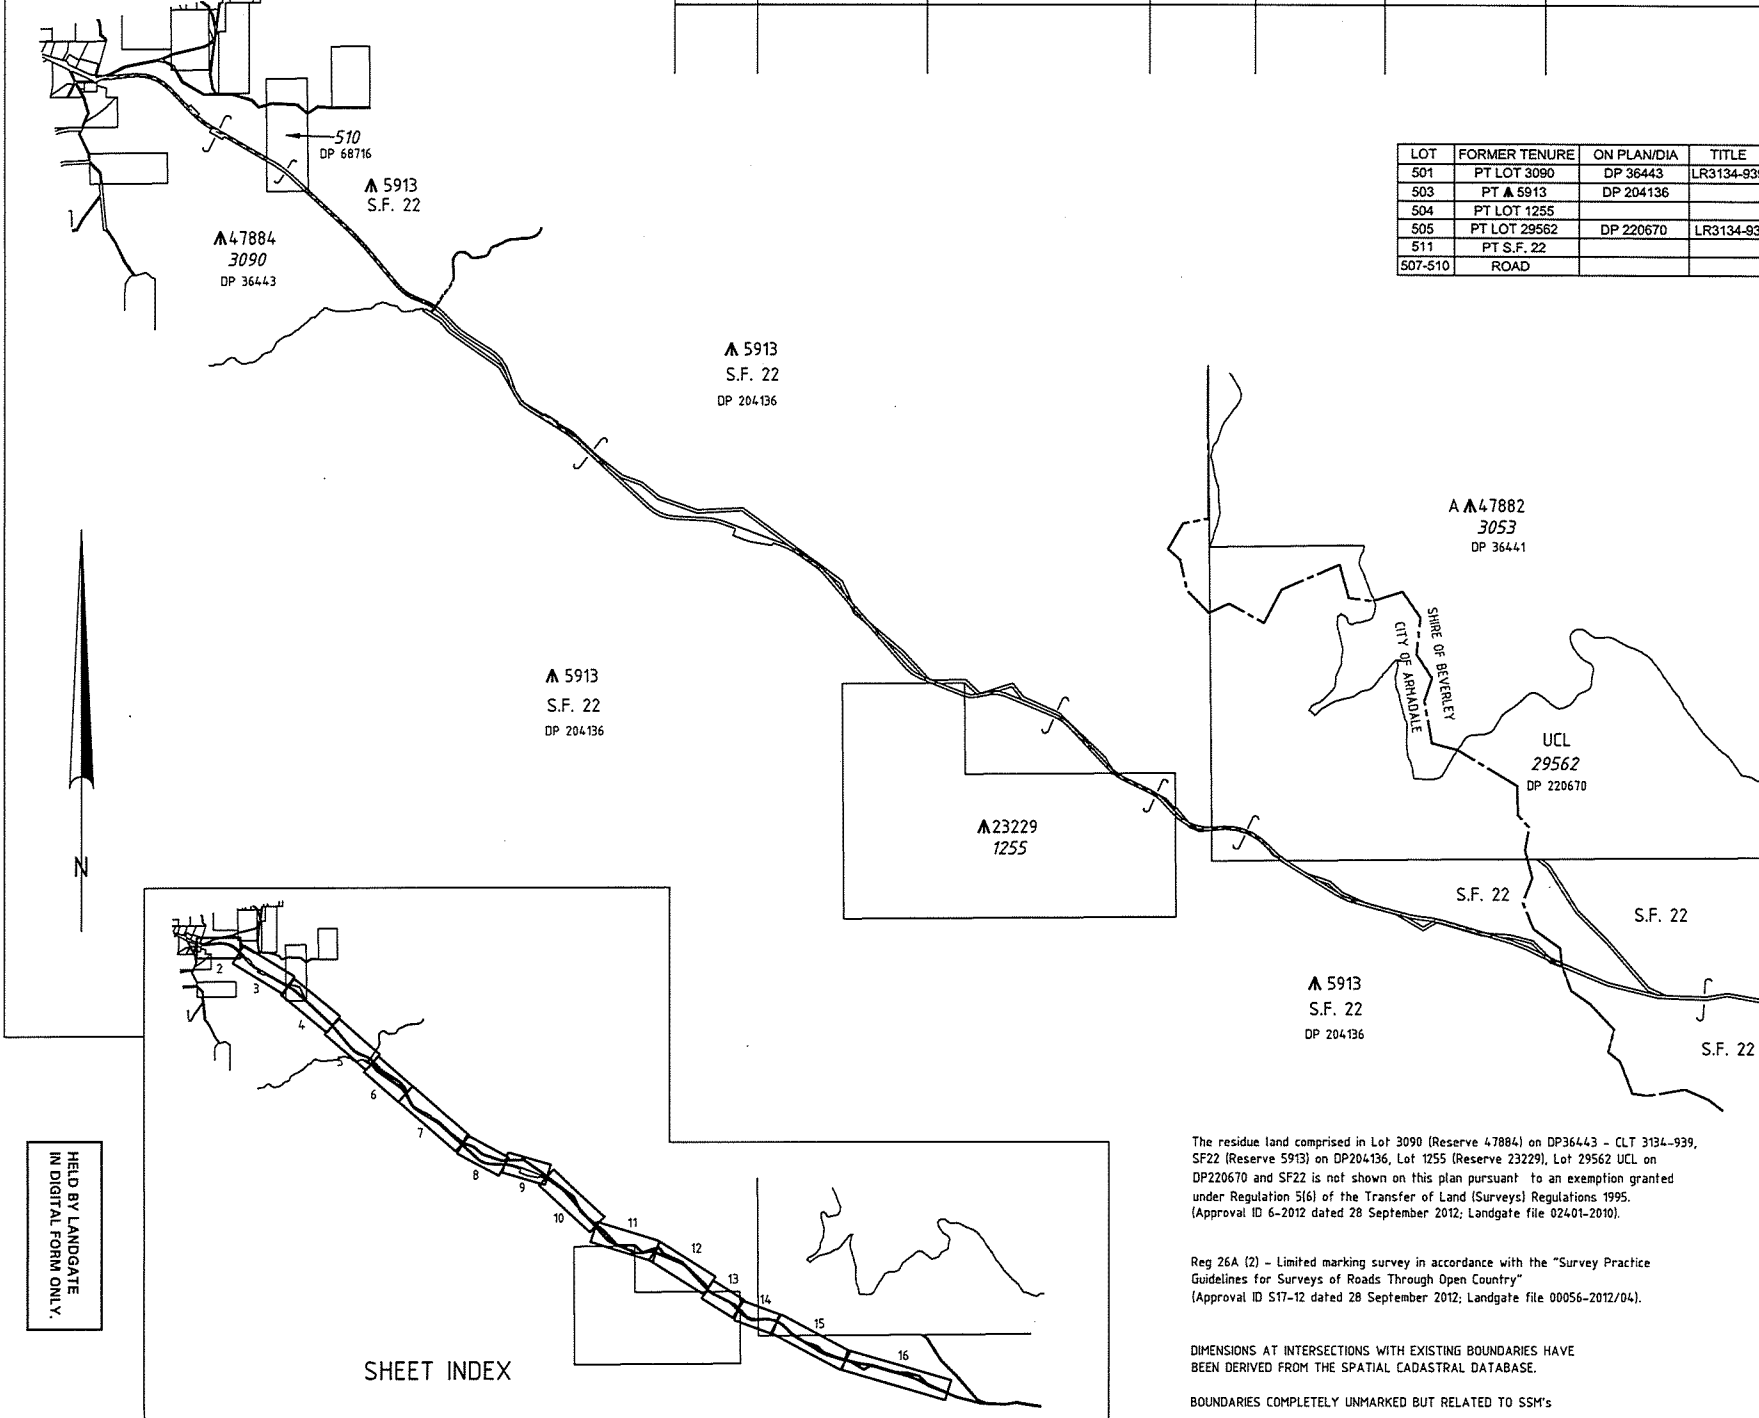 510
DP 68716
5913
S.F. 22
47884
3090
DP 36443
LOT FORMER TENURE ON PLAN/DIA TITLE
501 PT LOT 3090 DP 36443
503 PT 5913 DP 204136
504 PT LOT 1255
505 PT LOT 29562 DP 220670
511 PT S.F. 22
507-510 ROAD
5913
S.F. 22
DP 204136
A 47882
3053
DP 36441
SHIRE OF BEVERLEY
CITY OF ARMADALE
5913
S.F. 22
DP 204136
UCL
29562
DP 220670
23229
1255
N
S.F. 22
S.F. 22
5913
S.F. 22
DP 204136
S.F. 22
2
3
4
5
6
7
8
9
10
11
12
13
14
15
16
SHEET INDEX
HELD BY LANDGATE
IN DIGITAL FORM ONLY.
The residue land comprised in Lot 3090 (Reserve 47884) on DP36443 - CLT 3134-939,
SF22 (Reserve 5913) on DP204136, Lot 1255 (Reserve 23229), Lot 29562 UCL on
DP220670 and SF22 is not shown on this plan pursuant to an exemption granted
under Regulation 5(6) of the Transfer of Land (Surveys) Regulations 1995.
(Approval ID 6-2012 dated 28 September 2012; Landgate file 02401-2010).
Reg 26A (2) - Limited marking survey in accordance with the "Survey Practice
Guidelines for Surveys of Roads Through Open Country"
(Approval ID S17-12 dated 28 September 2012; Landgate file 00056-2012/04).
DIMENSIONS AT INTERSECTIONS WITH EXISTING BOUNDARIES HAVE
BEEN DERIVED FROM THE SPATIAL CADASTRAL DATABASE.
BOUNDARIES COMPLETELY UNMARKED BUT RELATED TO SSM's